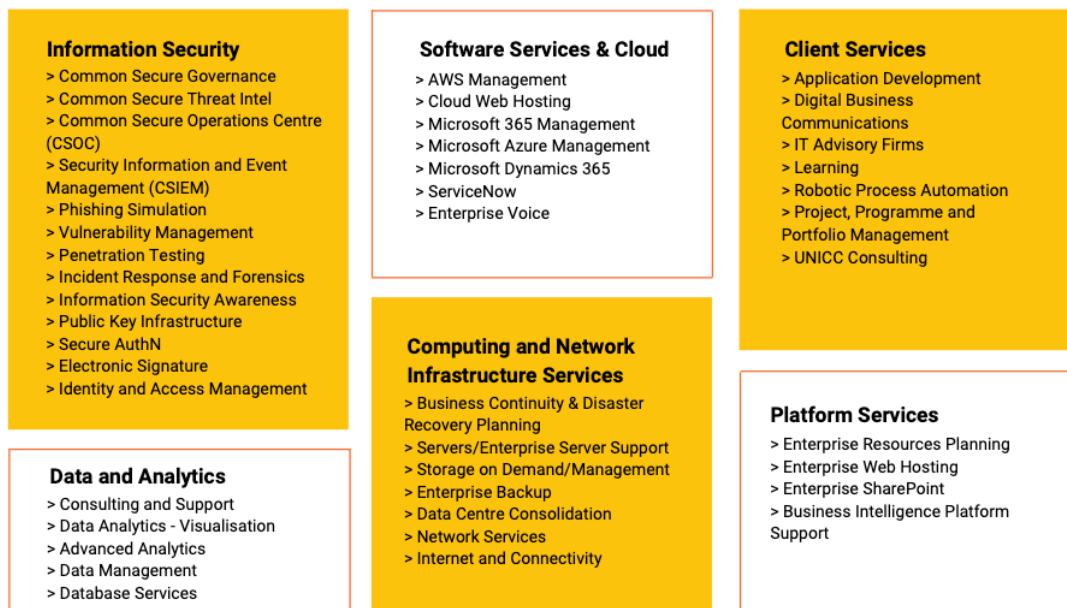 Information Security
> Common Secure Governance
> Common Secure Threat Intel
> Common Secure Operations Centre
(CSOC)
> Security Information and Event
Management (CSIEM)
> Phishing Simulation
> Vulnerability Management
> Penetration Testing
> Incident Response and Forensics
> Information Security Awareness
> Public Key Infrastructure
> Secure AuthN
> Electronic Signature
> Identity and Access Management
Data and Analytics
> Consulting and Support
> Data Analytics - Visualisation
> Advanced Analytics
> Data Management
> Database Services
Software Services & Cloud
> AWS Management
> Cloud Web Hosting
> Microsoft 365 Management
> Microsoft Azure Management
> Microsoft Dynamics 365
> ServiceNow
> Enterprise Voice
Computing and Network
Infrastructure Services
> Business Continuity & Disaster
Recovery Planning
> Servers/Enterprise Server Support
> Storage on Demand/Management
> Enterprise Backup
> Data Centre Consolidation
> Network Services
> Internet and Connectivity
Client Services
> Application Development
> Digital Business
Communications
> IT Advisory Firms
> Learning
> Robotic Process Automation
> Project, Programme and
Portfolio Management
> UNICC Consulting
Platform Services
> Enterprise Resources Planning
> Enterprise Web Hosting
> Enterprise SharePoint
> Business Intelligence Platform
Support